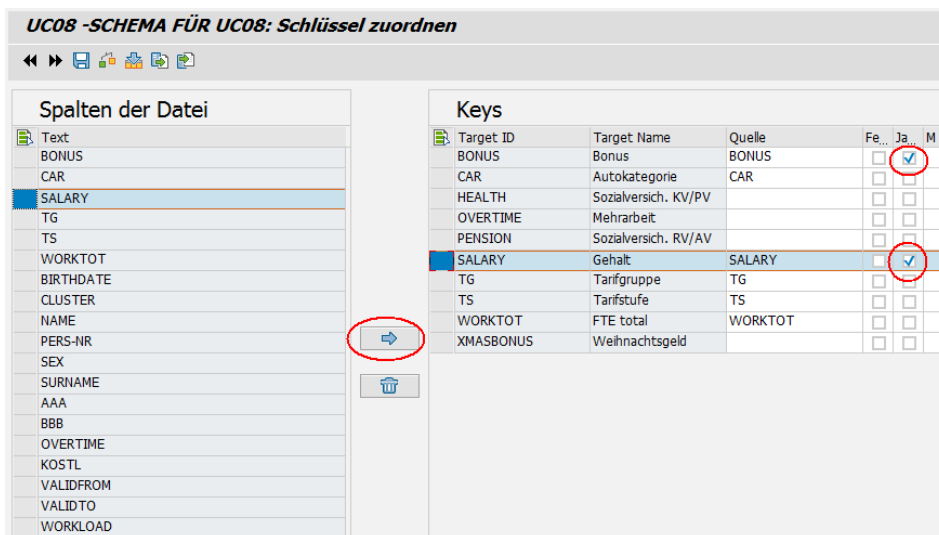 UC08 -SCHEMA FÜR UC08: Schlüssel zuordnen
Spalten der Datei
Text
BONUS
CAR
SALARY
TG
TS
WORKTOT
BIRTHDATE
CLUSTER
NAME
PERS-NR
SEX
SURNAME
AAA
BBB
OVERTIME
KOSTL
VALIDFROM
VALIDTO
WORKLOAD
Keys
Target ID Target Name Quelle Fe... Ja... M
BONUS Bonus BONUS
CAR Autokategorie CAR
HEALTH Sozialversich. KV/PV
OVERTIME Mehrarbeit
PENSION Sozialversich. RV/AV
SALARY Gehalt SALARY
TG Tarifgruppe TG
TS Tarifstufe TS
WORKTOT FTE total WORKTOT
XMASBONUS Weihnachtsgeld